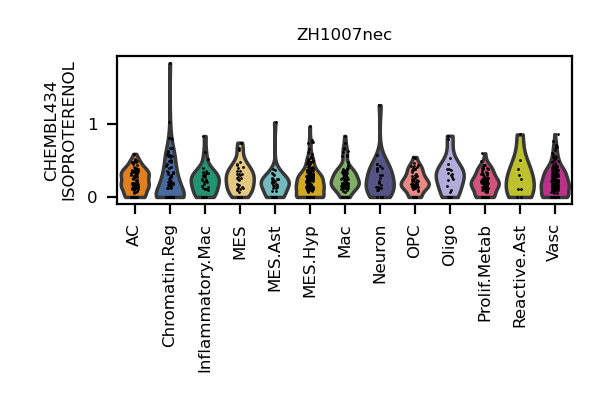 ZH1007nec
CHEMBL434
ISOPROTERENOL
1
0
AC
Chromatin.Reg
Inflammatory.Mac
MES
MES.Ast
MES.Hyp
Mac
Neuron
OPC
Oligo
Prolif.Metab
Reactive.Ast
Vasc